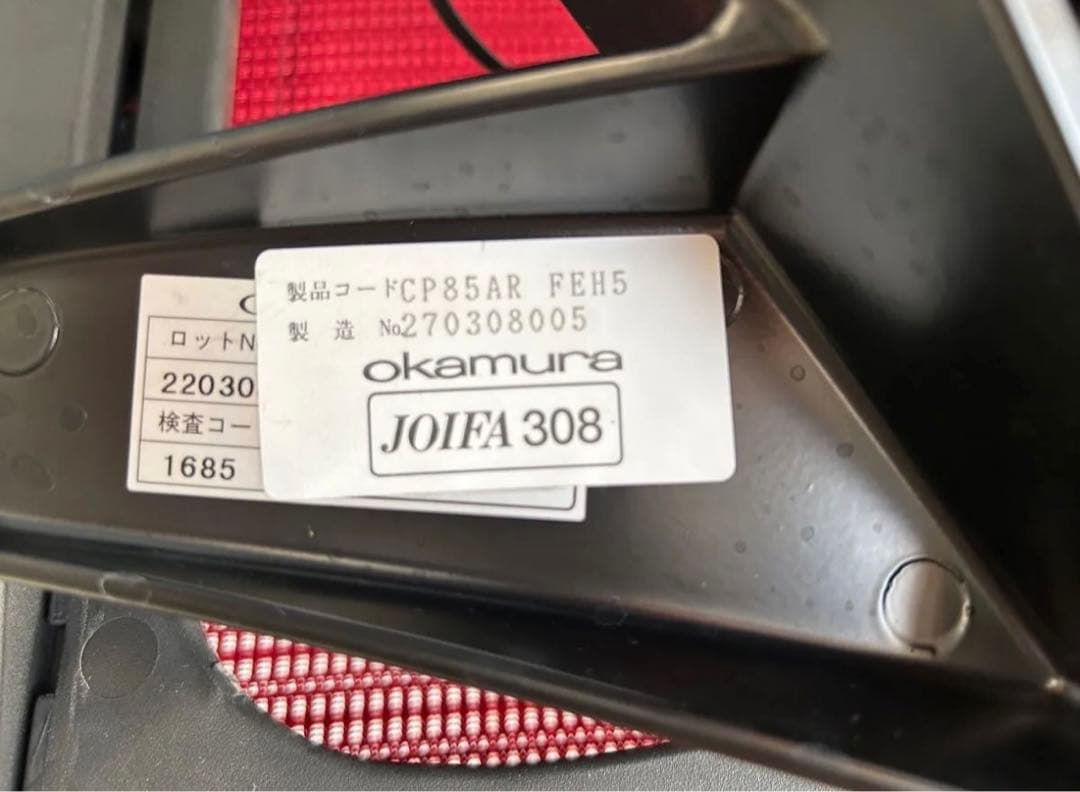 製品コードCP85AR FEH5
製 造 No270308005
okamura
JOIFA 308
ロットN
22030
検査コー
1685